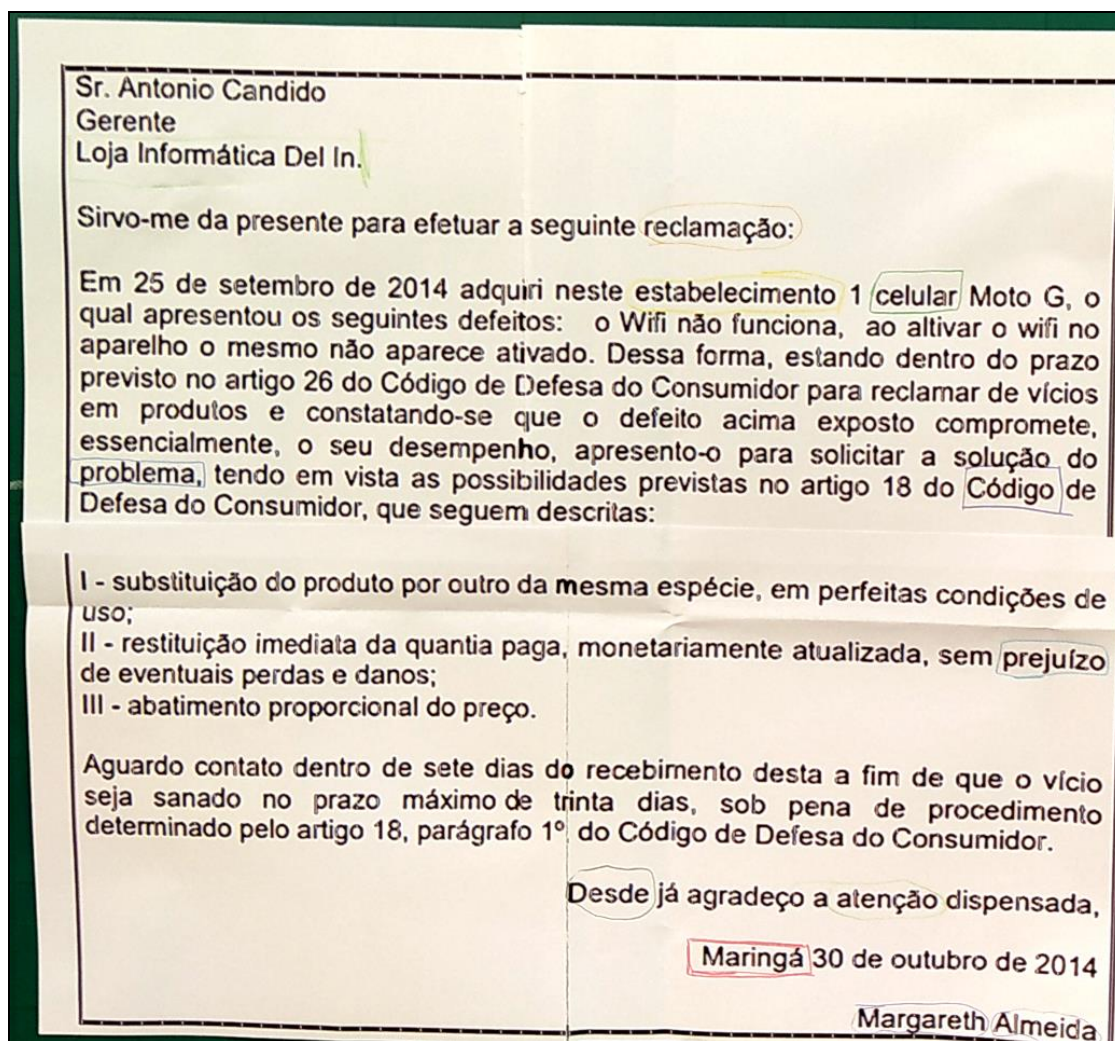 Sr. Antonio Candido
Gerente
Loja Informática Del In.
Sirvo-me da presente para efetuar a seguinte reclamação:
Em 25 de setembro de 2014 adquiri neste estabelecimento 1 celular Moto G, o
qual apresentou os seguintes defeitos: o Wifi não funciona, ao altivar o wifi no
aparelho o mesmo não aparece ativado. Dessa forma, estando dentro do prazo
previsto no artigo 26 do Código de Defesa do Consumidor para reclamar de vícios
em produtos e constatando-se que o defeito acima exposto compromete,
essencialmente, o seu desempenho, apresento-o para solicitar a solução do
problema, tendo em vista as possibilidades previstas no artigo 18 do Código de
Defesa do Consumidor, que seguem descritas:
I - substituição do produto por outro da mesma espécie, em perfeitas condições de
uso;
II - restituição imediata da quantia paga, monetariamente atualizada, sem prejuízo
de eventuais perdas e danos;
III - abatimento proporcional do preço.
Aguardo contato dentro de sete dias do recebimento desta a fim de que o vício
seja sanado no prazo máximo de trinta dias, sob pena de procedimento
determinado pelo artigo 18, parágrafo 1º do Código de Defesa do Consumidor.
Desde já agradeço a atenção dispensada,
Maringá 30 de outubro de 2014
Margareth Almeida